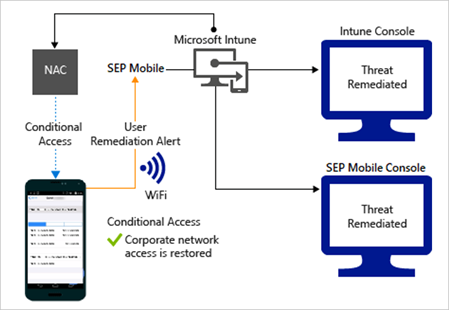 Microsoft Intune
Intune Console
NAC
SEP Mobile
Threat
Remediated
Conditional
Access
User
Remediation Alert
WiFi
SEP Mobile Console
Threat
Remediated
Conditional Access
Corporate network
access is restored